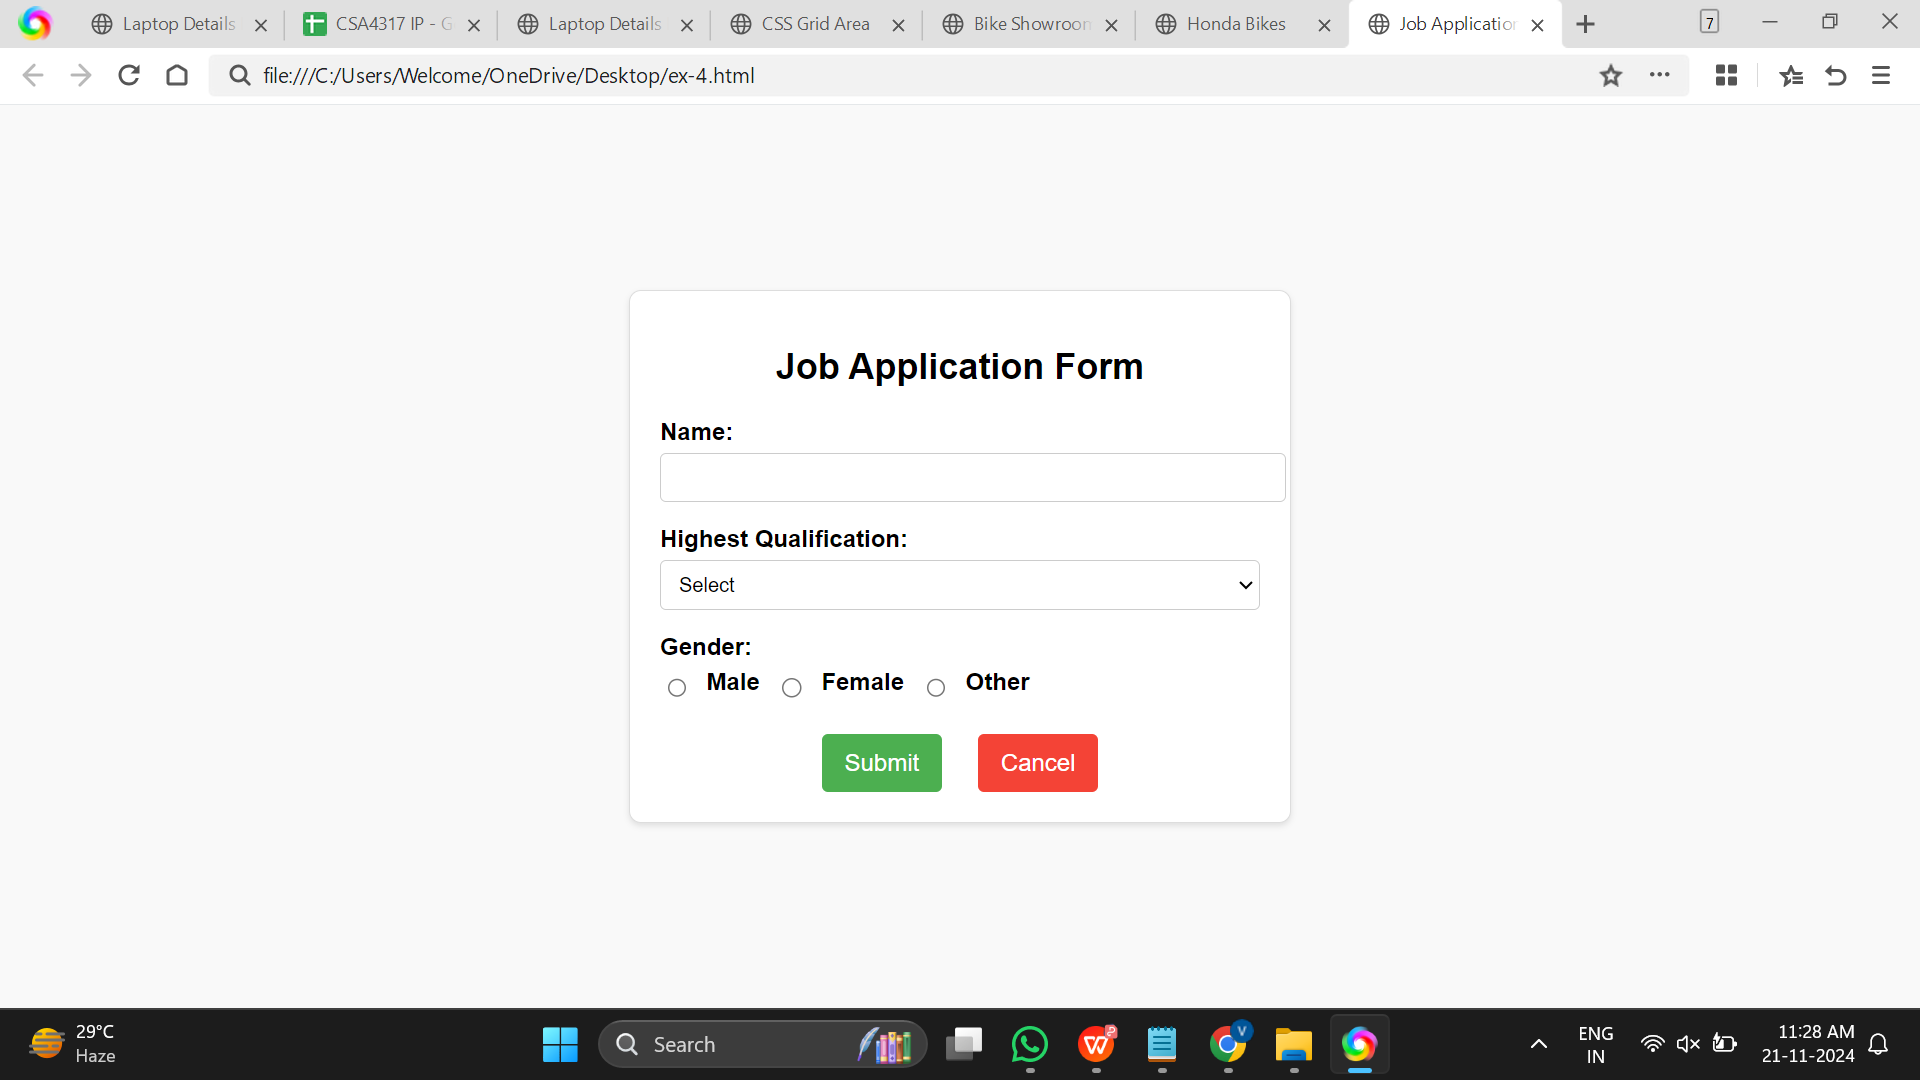 Laptop Details
CSA4317 IP - G
Laptop Details
CSS Grid Area
Bike Showroom
Honda Bikes
Job Application
7
file:///C:/Users/Welcome/OneDrive/Desktop/ex-4.html
Job Application Form
Name:
Highest Qualification:
Select
Gender:
Male
Female
Other
Submit
Cancel
29°C
Haze
Search
V
ENG
IN
11:28 AM
21-11-2024